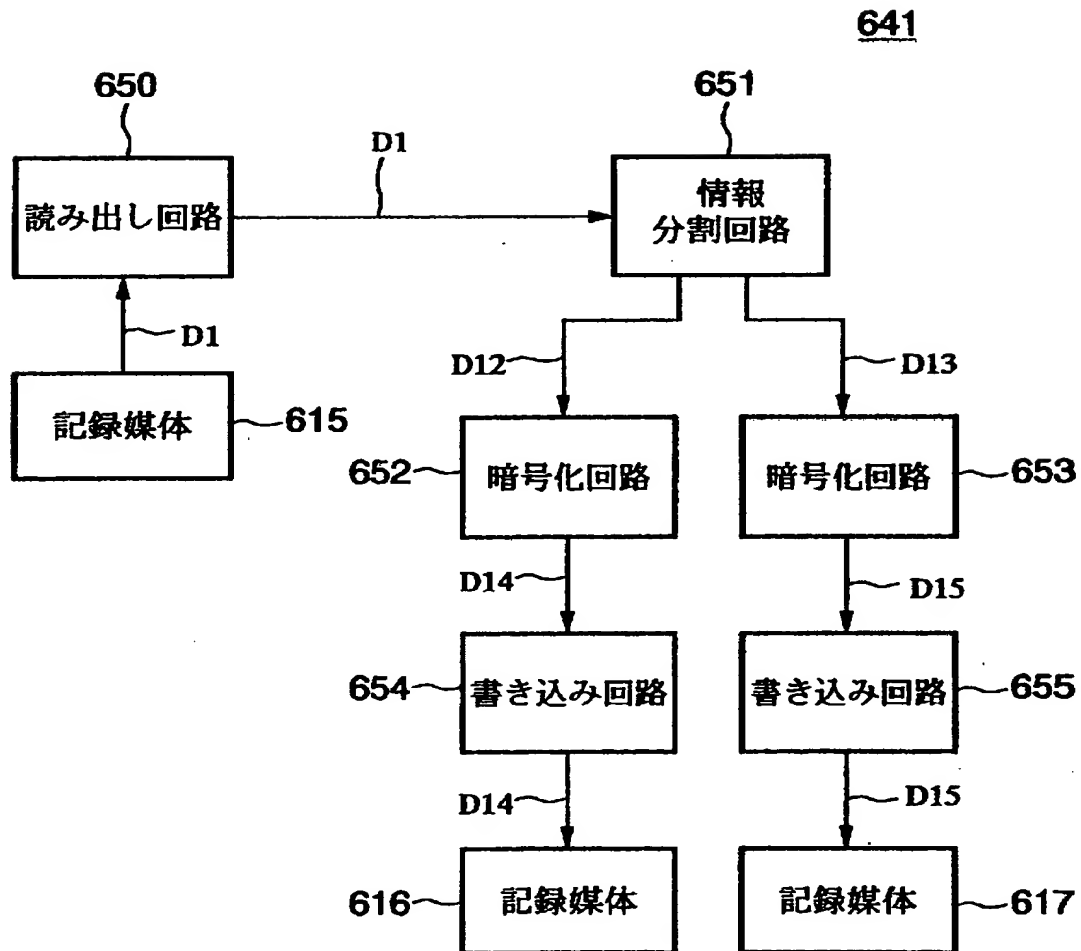 641
650
651
D1
読み出し回路
情報
分割回路
D1
D12
D13
記録媒体
615
652
暗号化回路
暗号化回路
653
D14
D15
654
書き込み回路
書き込み回路
655
D14
D15
616
記録媒体
記録媒体
617